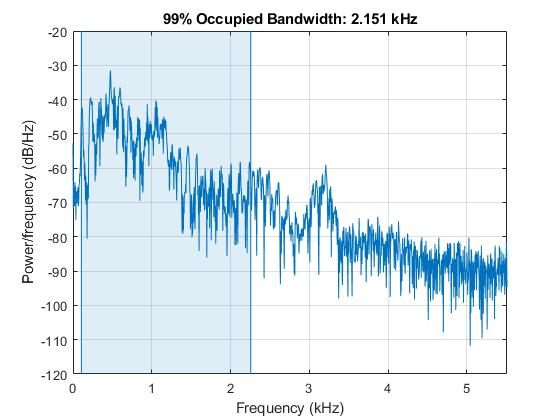 99% Occupied Bandwidth: 2.151 kHz
Power/frequency (dB/Hz)
-20
-30
-40
-50
-60
-70
-80
-90
-100
-110
-120
0 1 2 3 4 5
Frequency (kHz)